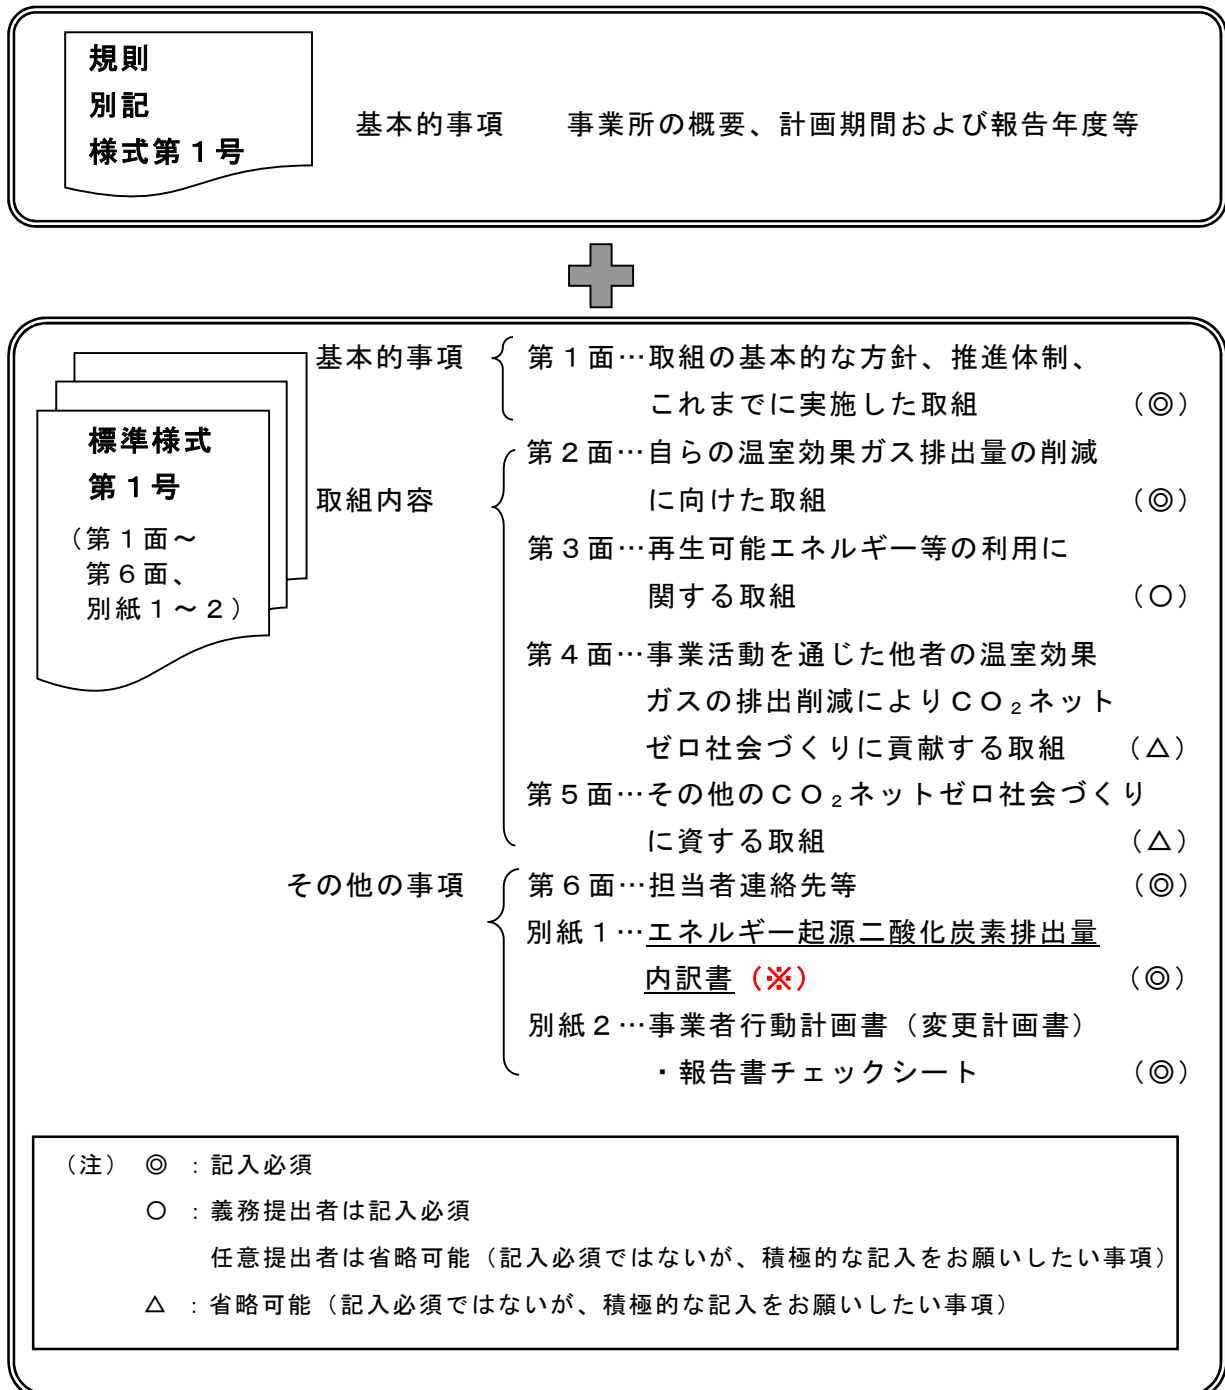 規則
別記
様式第１号
基本的事項　　事業所の概要、計画期間および報告年度等
標準様式
第１号
（第１面～
第６面、
別紙１～２）
基本的事項
第１面…取組の基本的な方針、推進体制、
これまでに実施した取組　（◎）
取組内容
第２面…自らの温室効果ガス排出量の削減
に向けた取組　（◎）
第３面…再生可能エネルギー等の利用に
関する取組　（○）
第４面…事業活動を通じた他者の温室効果
ガスの排出削減によりＣＯ₂ネット
ゼロ社会づくりに貢献する取組　（△）
第５面…その他のＣＯ₂ネットゼロ社会づくり
に資する取組　（△）
その他の事項
第６面…担当者連絡先等　（◎）
別紙１…エネルギー起源二酸化炭素排出量
内訳書（※）　（◎）
別紙２…事業者行動計画書（変更計画書）
・報告書チェックシート　（◎）
（注）　◎　：記入必須
○　：義務提出者は記入必須
任意提出者は省略可能（記入必須ではないが、積極的な記入をお願いしたい事項）
△　：省略可能（記入必須ではないが、積極的な記入をお願いしたい事項）